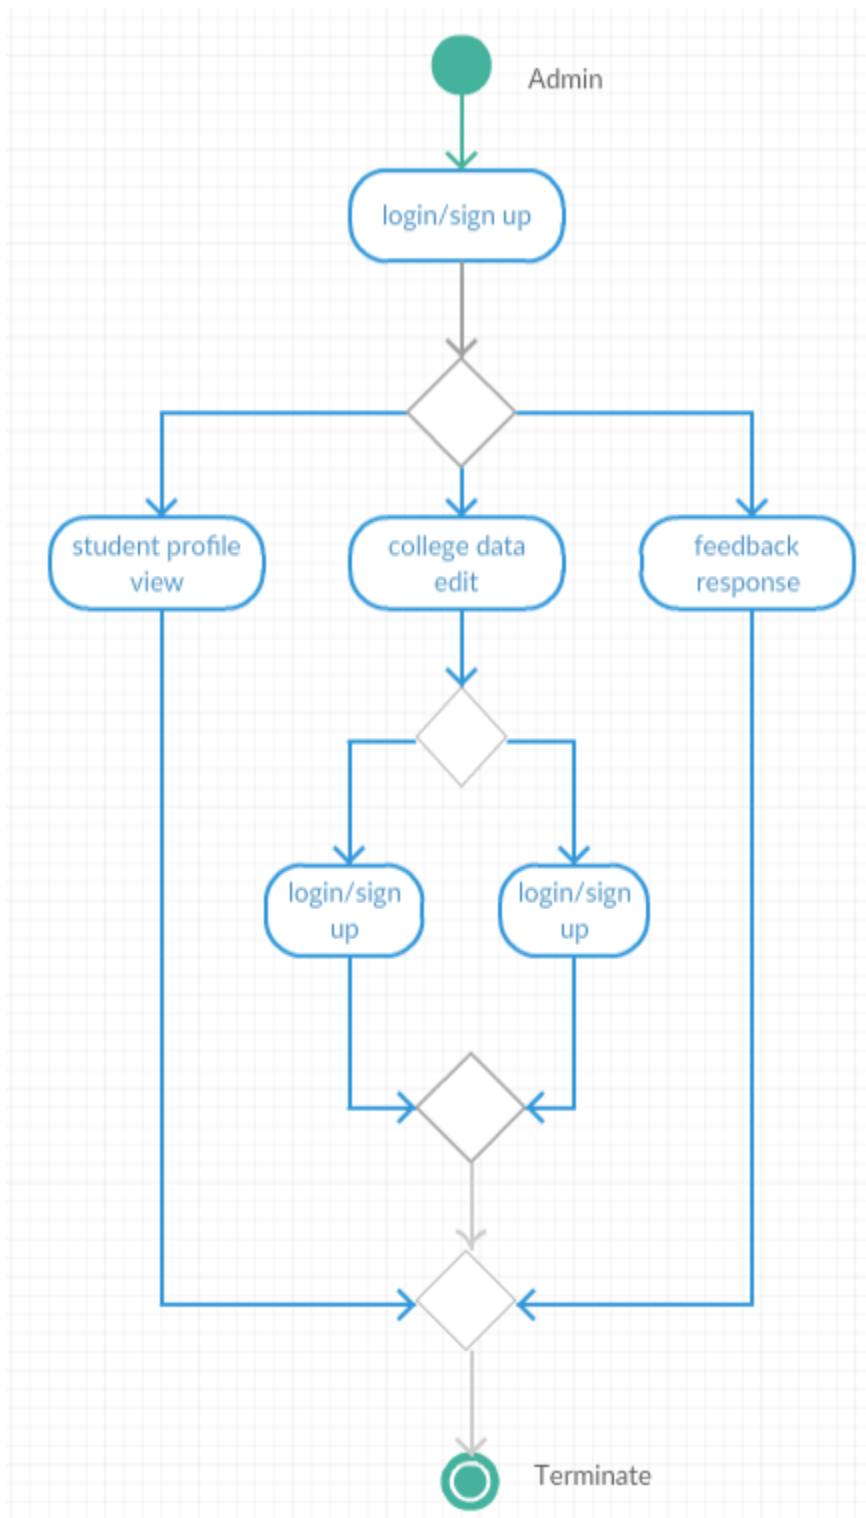 Admin
login/sign up
student profile
view
college data
edit
feedback
response
login/sign
up
login/sign
up
Terminate